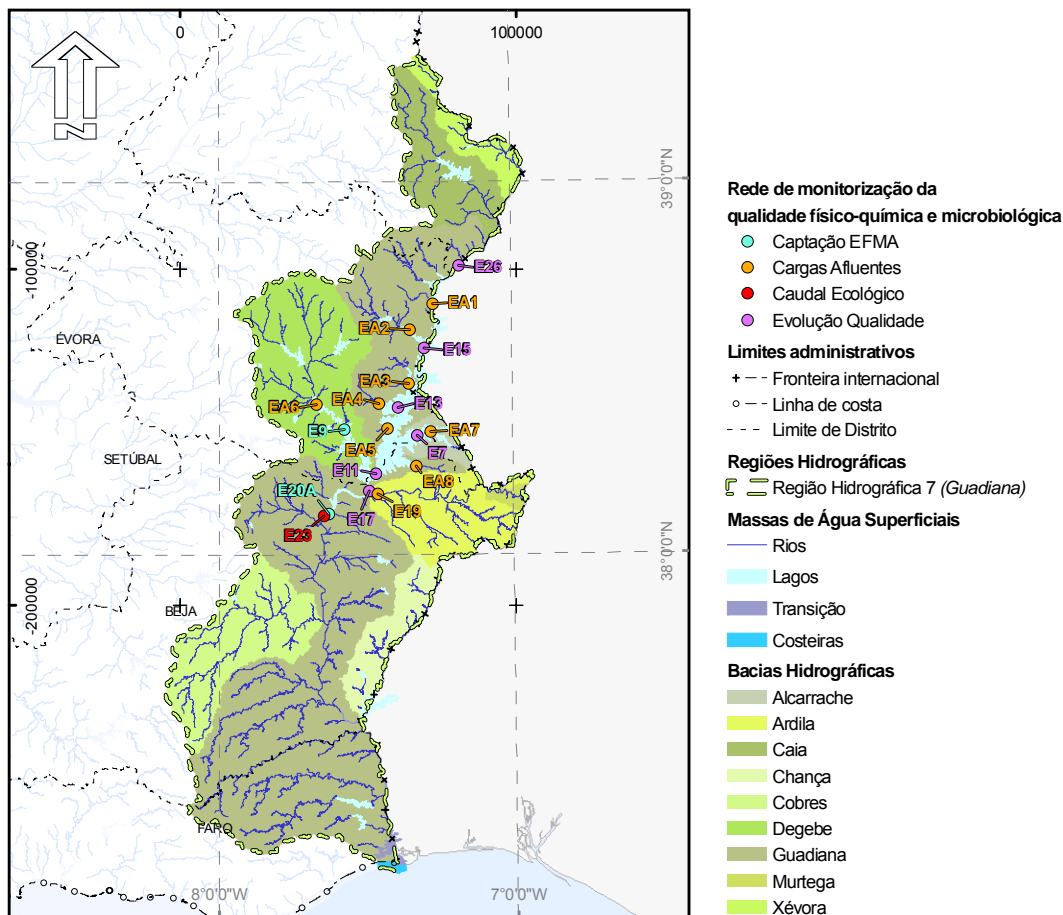 0
100000
N
39°0'0"N
-100000
E26
EA1
EA2
E15
ÉVORA
EA3
EA4
E13
EA6
E9
EA7
EA5
E7
SETÚBAL
E11
EA8
E20A
E17
E19
E23
38°0'0"N
-200000
BEJA
FARO
8°0'0"W
7°0'0"W
Rede de monitorização da
qualidade físico-química e microbiológica
Captação EFMA
Cargas Afluentes
Caudal Ecológico
Evolução Qualidade
Limites administrativos
Fronteira internacional
Linha de costa
Limite de Distrito
Regiões Hidrográficas
Região Hidrográfica 7 (Guadiana)
Massas de Água Superficiais
Rios
Lagos
Transição
Costeiras
Bacias Hidrográficas
Alcarrache
Ardila
Caia
Chança
Cobres
Degebe
Guadiana
Murtega
Xévora